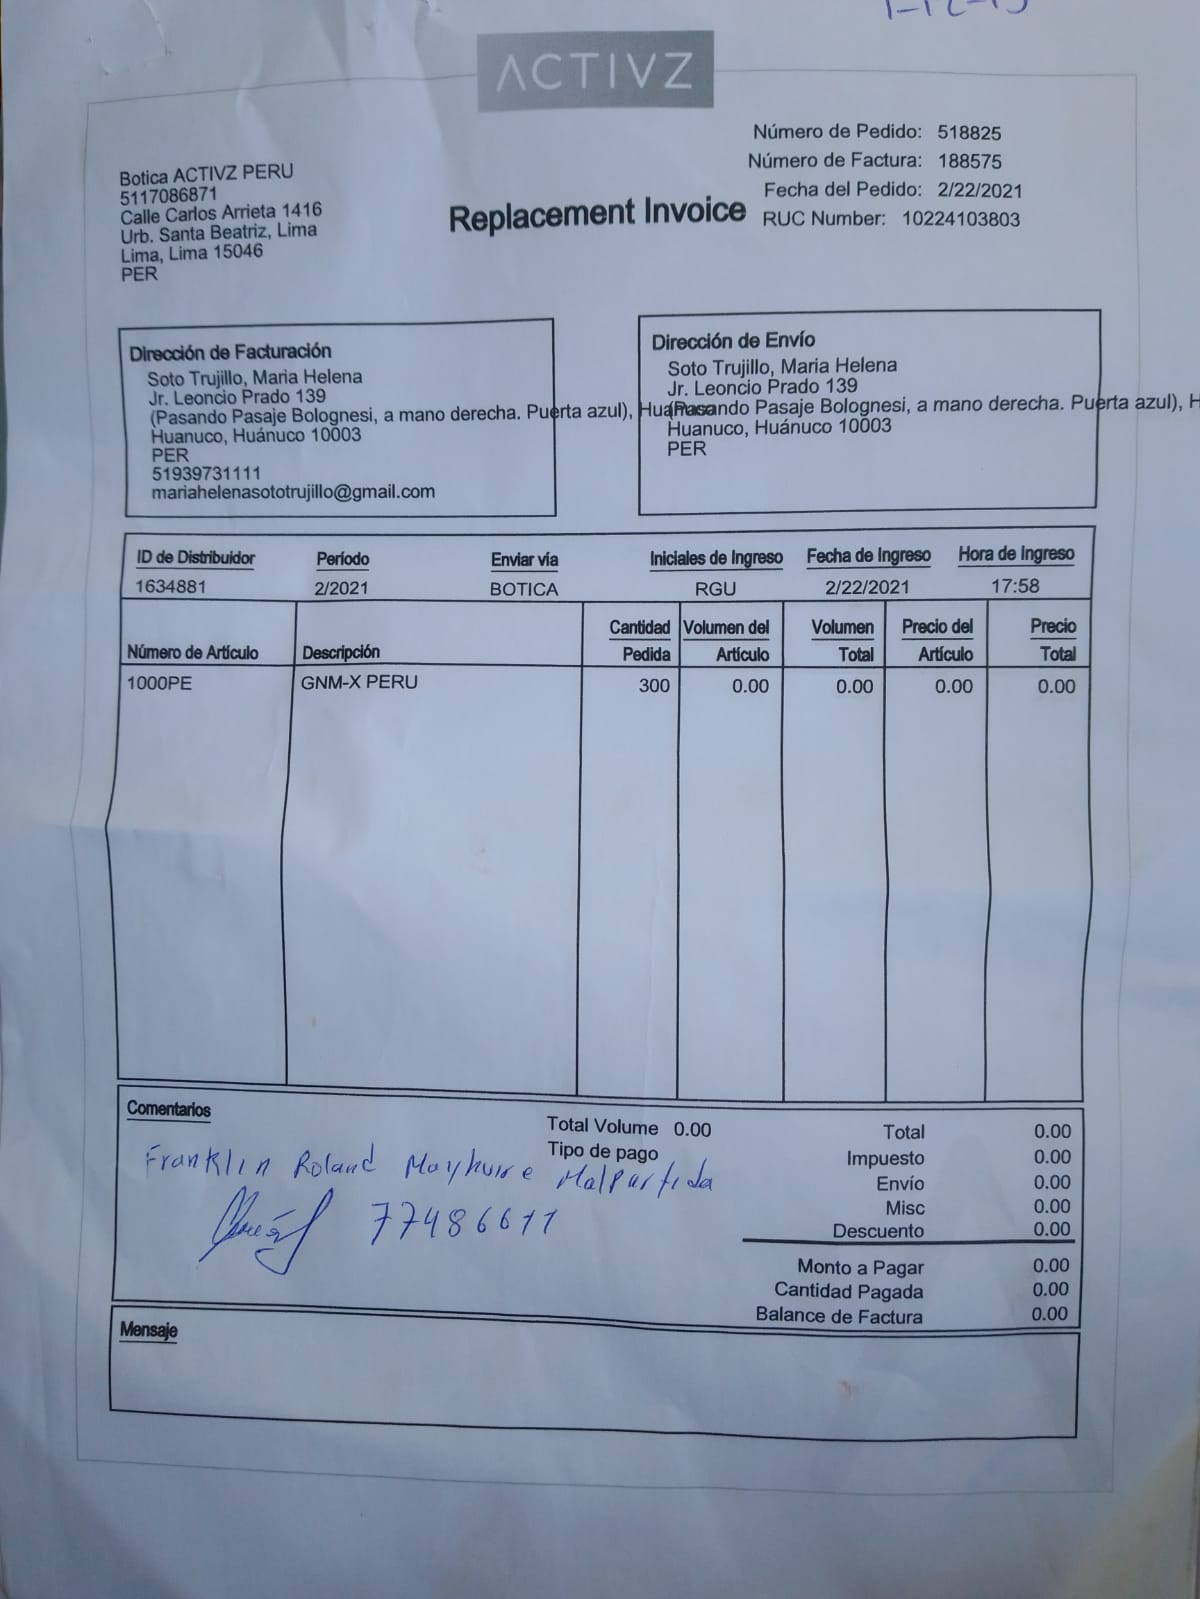 ACTIVZ
Botica ACTIVZ PERU
5117086871
Calle Carlos Arrieta 1416
Urb. Santa Beatriz, Lima
Lima, Lima 15046
PER
Replacement Invoice
Número de Pedido: 518825
Número de Factura: 188575
Fecha del Pedido: 2/22/2021
RUC Number: 10224103803
Dirección de Facturación
Soto Trujillo, Maria Helena
Jr. Leoncio Prado 139
(Pasando Pasaje Bolognesi, a mano derecha. Puerta azul),
Huanuco, Huánuco 10003
PER
51939731111
mariahelenasototrujillo@gmail.com
Dirección de Envío
Soto Trujillo, Maria Helena
Jr. Leoncio Prado 139
(Pasando Pasaje Bolognesi, a mano derecha. Puerta azul), H
Huanuco, Huánuco 10003
PER
ID de Distribuidor Período Enviar vía Iniciales de Ingreso Fecha de Ingreso Hora de Ingreso
1634881 2/2021 BOTICA RGU 2/22/2021 17:58
Cantidad Volumen del Volumen Precio del Precio
Número de Artículo Descripción Pedida Artículo Total Artículo Total
1000PE GNM-X PERU 300 0.00 0.00 0.00 0.00
Comentarios
Total Volume 0.00
Tipo de pago
Franklin Roland Malpartida
77486611
Total 0.00
Impuesto 0.00
Envío 0.00
Misc 0.00
Descuento 0.00
Monto a Pagar 0.00
Cantidad Pagada 0.00
Balance de Factura 0.00
Mensaje